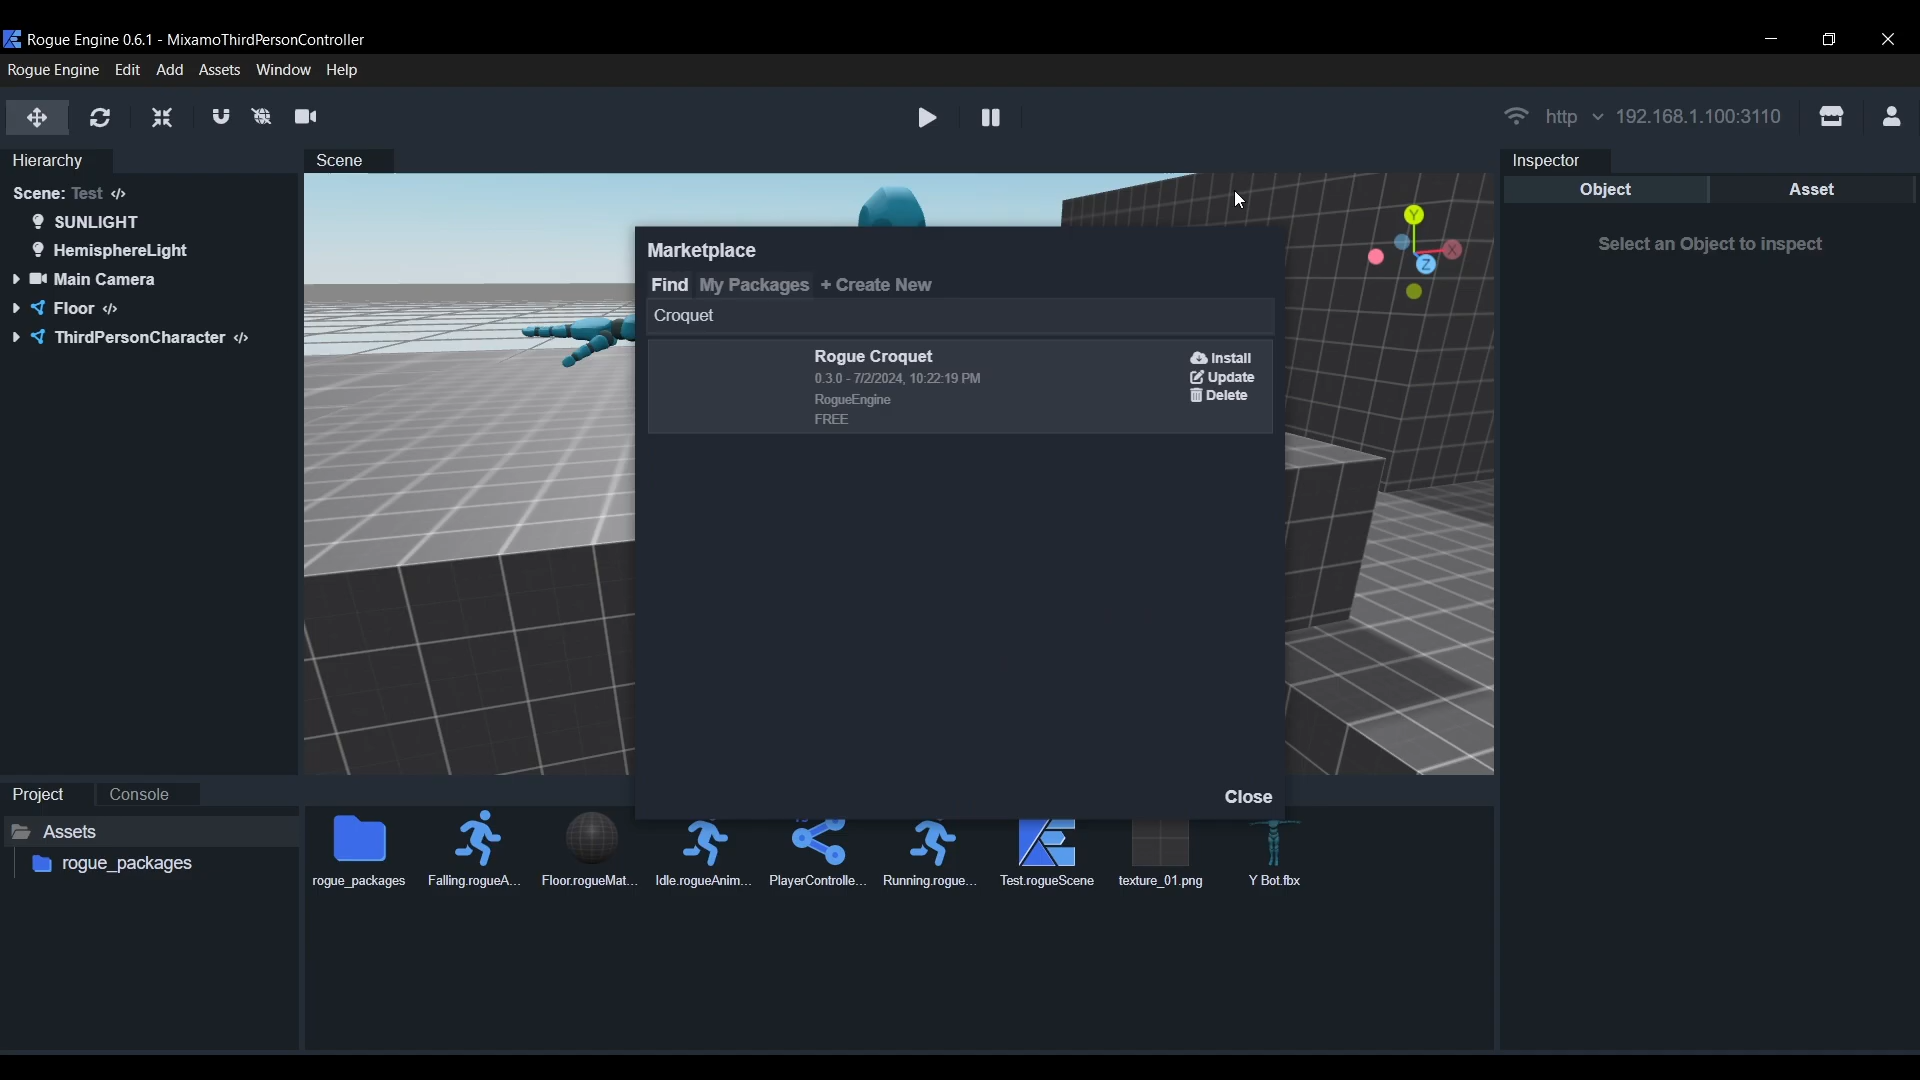 Rogue Engine 0.6.1 - MixamoThirdPersonController
Rogue Engine Edit Add Assets Window Help
http 192.168.1.100:3110
Hierarchy
Scene: Test </>
SUNLIGHT
HemisphereLight
Main Camera
Floor </>
ThirdPersonCharacter </>
Scene
Y
X
Z
Marketplace
Find My Packages + Create New
Croquet
Rogue Croquet
0.3.0 - 7/2/2024, 10:22:19 PM
RogueEngine
FREE
Install
Update
Delete
Close
Inspector
Object Asset
Select an Object to inspect
Project Console
Assets
rogue_packages
rogue_packages Falling.rogueA... Floor.rogueMat... Idle.rogueAnim... PlayerControlle... Running.rogue... Test.rogueScene texture_01.png Y Bot.fbx